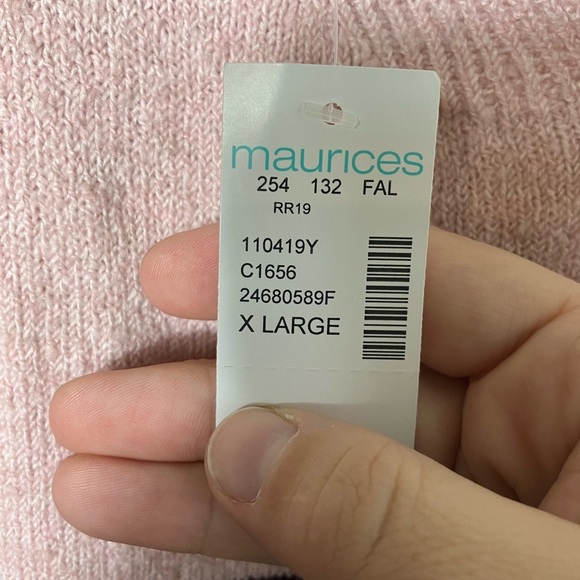 maurices
254 132 FAL
RR19
110419Y
C1656
24680589F
X LARGE